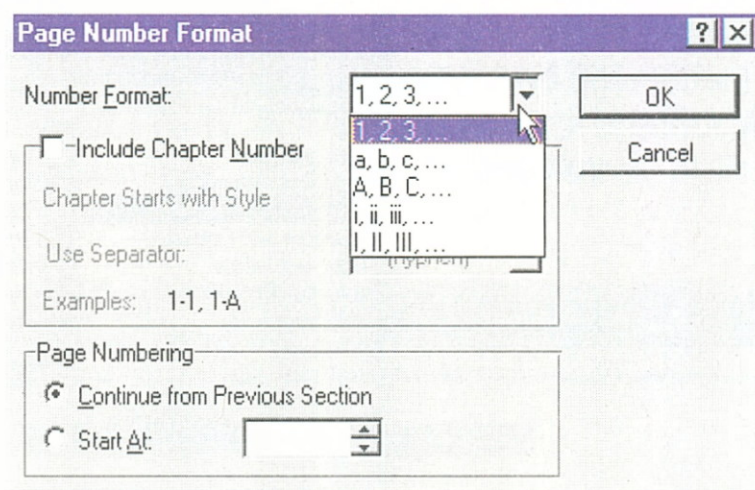 Page Number Format
Number Format: 1, 2, 3, ... OK
1, 2, 3, ...
Include Chapter Number a, b, c, ... Cancel
A, B, C, ...
Chapter Starts with Style i, ii, iii, ...
Use Separator: I, II, III, ...
Examples: 1-1, 1-A
Page Numbering
Continue from Previous Section
Start At: